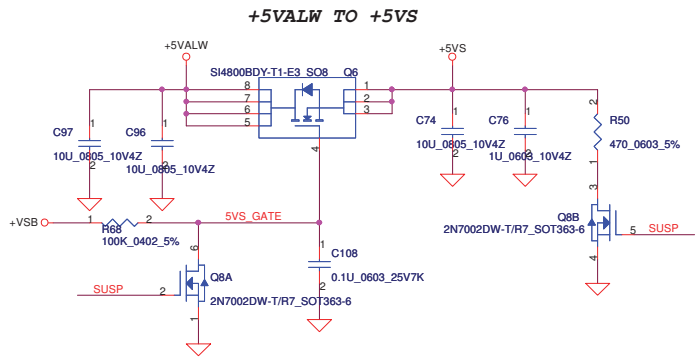 +5VALW TO +5VS
+5VALW
+5VS
SI4800BDY-T1-E3_SO8 Q6
8
7
6
5
1
2
3
4
C97
1
2
10U_0805_10V4Z
C96
1
2
10U_0805_10V4Z
C74
1
2
10U_0805_10V4Z
C76
1
2
1U_0603_10V4Z
2
R50
470_0603_5%
1
+VSB
1
2
R68
100K_0402_5%
5VS_GATE
3
Q8B
2N7002DW-T/R7_SOT363-6
5
SUSP
4
6
Q8A
2N7002DW-T/R7_SOT363-6
SUSP
2
1
1
C108
0.1U_0603_25V7K
2